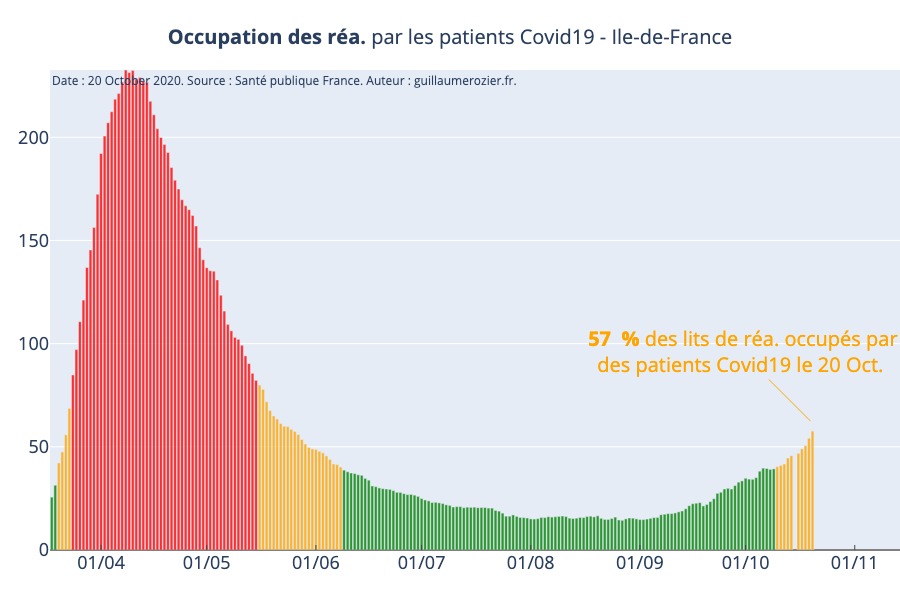 Occupation des réa. par les patients Covid19 - Ile-de-France
Date : 20 October 2020. Source : Santé publique France. Auteur : guillaumerozier.fr.
200
150
100
50
0
57 % des lits de réa. occupés par
des patients Covid19 le 20 Oct.
01/04 01/05 01/06 01/07 01/08 01/09 01/10 01/11